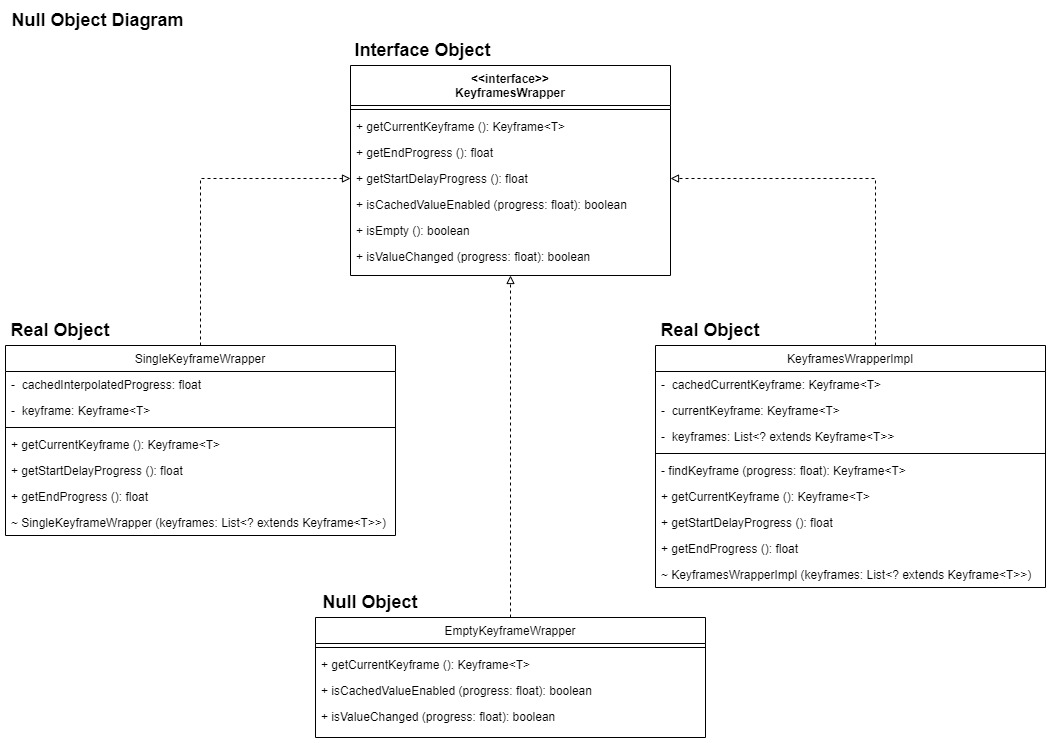 Null Object Diagram
Interface Object
<<interface>>
KeyframesWrapper
+ getCurrentKeyframe (): Keyframe<T>
+ getEndProgress (): float
+ getStartDelayProgress (): float
+ isCachedValueEnabled (progress: float): boolean
+ isEmpty (): boolean
+ isValueChanged (progress: float): boolean
Real Object
SingleKeyframeWrapper
- cachedInterpolatedProgress: float
- keyframe: Keyframe<T>
+ getCurrentKeyframe (): Keyframe<T>
+ getStartDelayProgress (): float
+ getEndProgress (): float
~ SingleKeyframeWrapper (keyframes: List<? extends Keyframe<T>>)
Real Object
KeyframesWrapperImpl
- cachedCurrentKeyframe: Keyframe<T>
- currentKeyframe: Keyframe<T>
- keyframes: List<? extends Keyframe<T>>
- findKeyframe (progress: float): Keyframe<T>
+ getCurrentKeyframe (): Keyframe<T>
+ getStartDelayProgress (): float
+ getEndProgress (): float
~ KeyframesWrapperImpl (keyframes: List<? extends Keyframe<T>>)
Null Object
EmptyKeyframeWrapper
+ getCurrentKeyframe (): Keyframe<T>
+ isCachedValueEnabled (progress: float): boolean
+ isValueChanged (progress: float): boolean